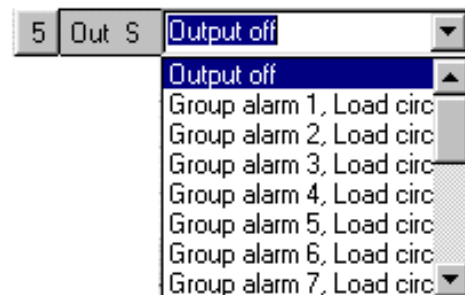 5 Out S Output off
Output off
Group alarm 1, Load circ
Group alarm 2, Load circ
Group alarm 3, Load circ
Group alarm 4, Load circ
Group alarm 5, Load circ
Group alarm 6, Load circ
Group alarm 7, Load circ